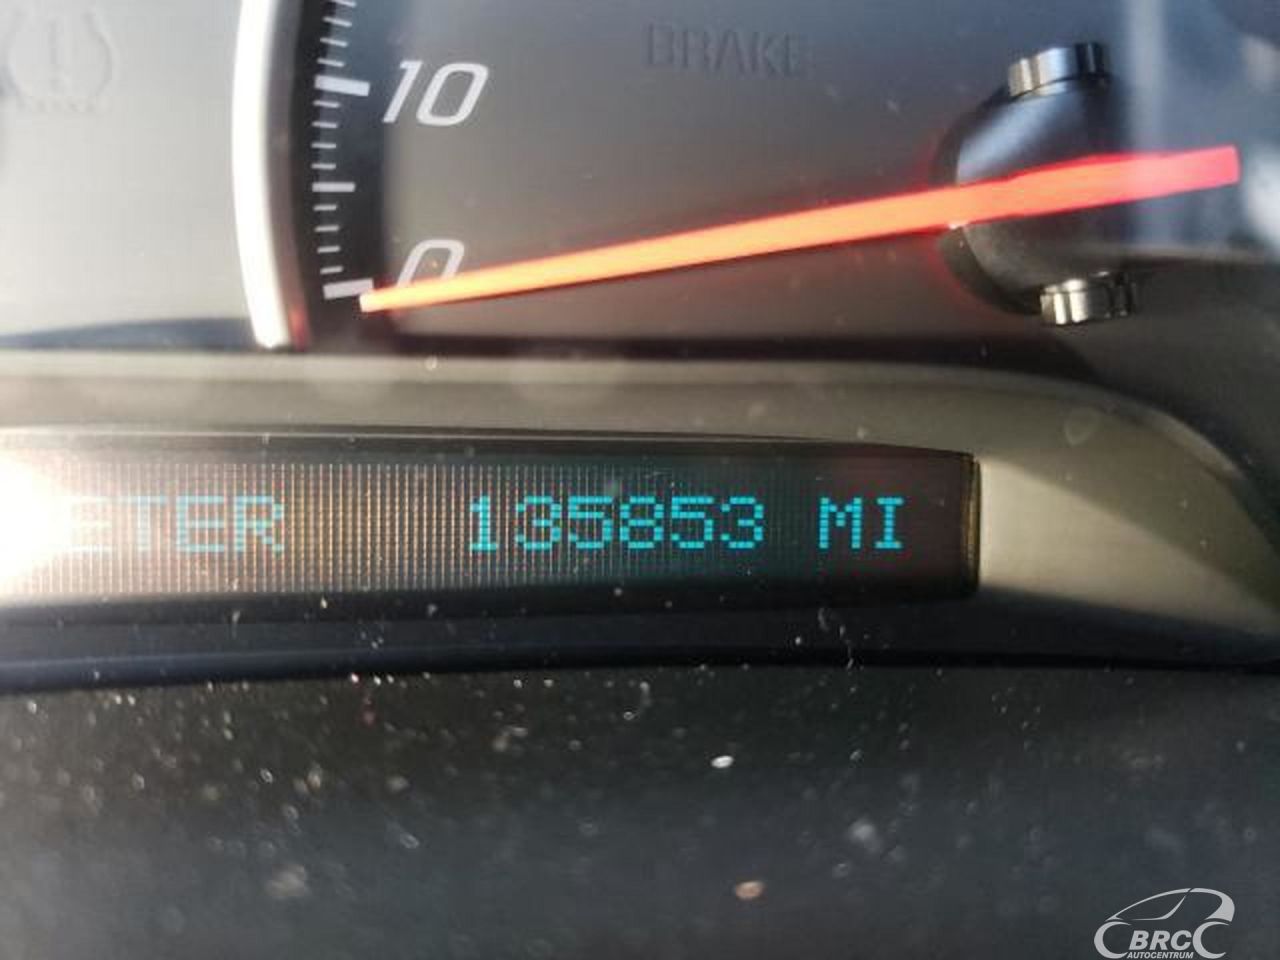 BRAKE
10
0
ETER 135853 MI
BRC
AUTOCENTRUM